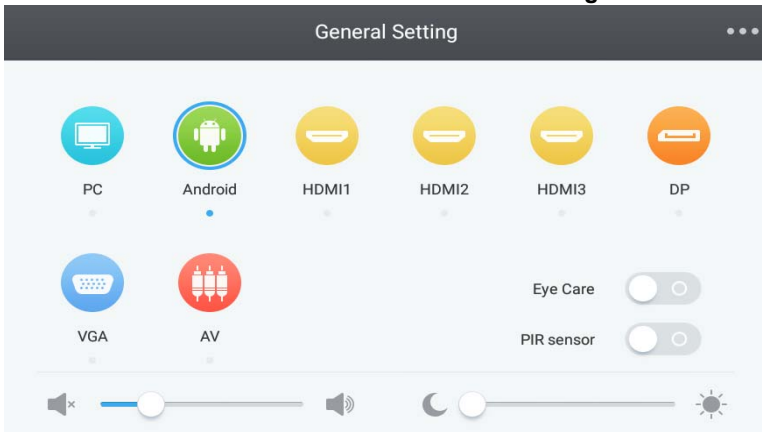 General Setting
PC
Android
HDMI1
HDMI2
HDMI3
DP
VGA
AV
Eye Care
PIR sensor